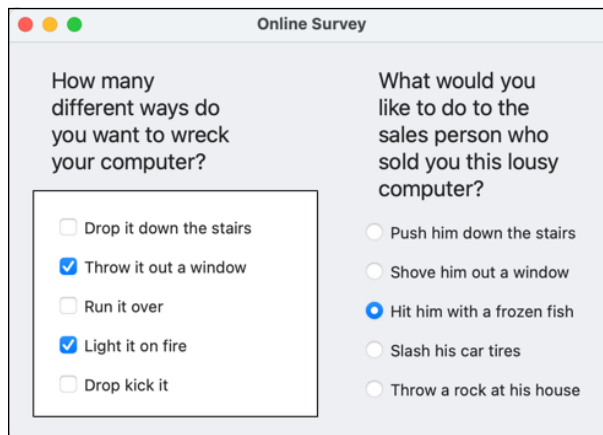 Online Survey
How many
different ways do
you want to wreck
your computer?
Drop it down the stairs
Throw it out a window
Run it over
Light it on fire
Drop kick it
What would you
like to do to the
sales person who
sold you this lousy
computer?
Push him down the stairs
Shove him out a window
Hit him with a frozen fish
Slash his car tires
Throw a rock at his house